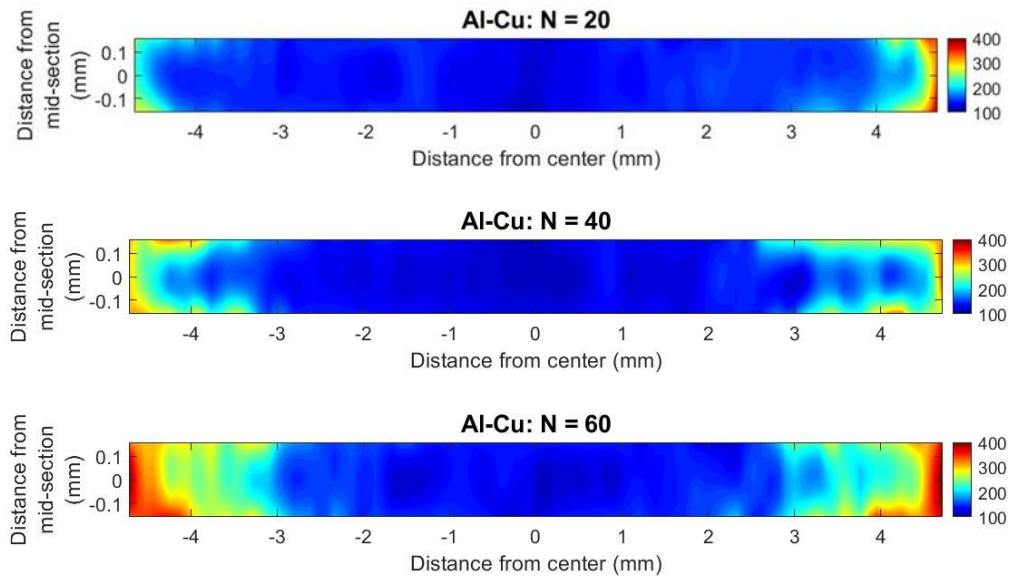 Al-Cu: N = 20
Distance from
mid-section
(mm)
0.1
0
-0.1
-4 -3 -2 -1 0 1 2 3 4
Distance from center (mm)
400
300
200
100
Al-Cu: N = 40
Distance from
mid-section
(mm)
0.1
0
-0.1
-4 -3 -2 -1 0 1 2 3 4
Distance from center (mm)
400
300
200
100
Al-Cu: N = 60
Distance from
mid-section
(mm)
0.1
0
-0.1
-4 -3 -2 -1 0 1 2 3 4
Distance from center (mm)
400
300
200
100